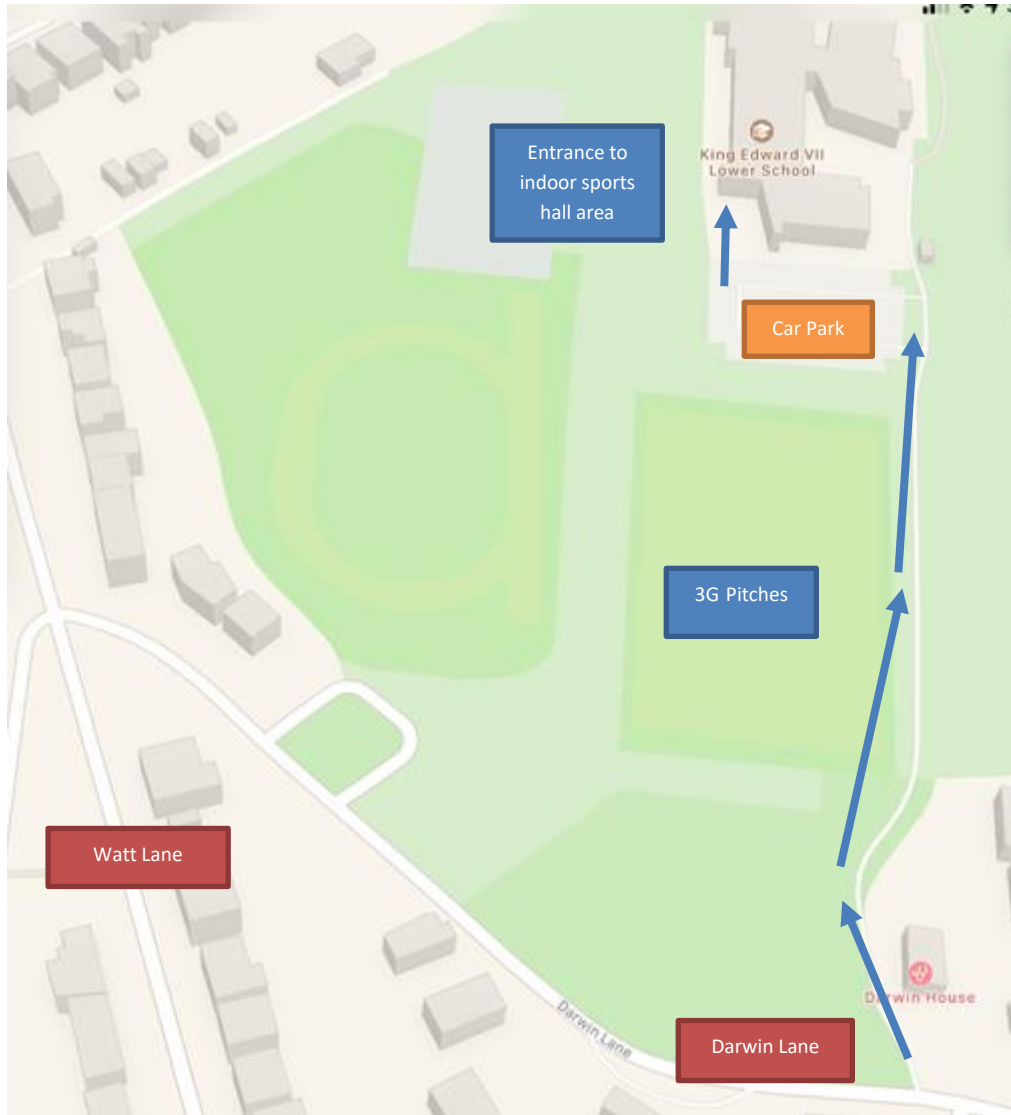 Entrance to
indoor sports
hall area
King Edward VII
Lower School
Car Park
3G Pitches
Watt Lane
Darwin House
Darwin Lane
Darwin Lane